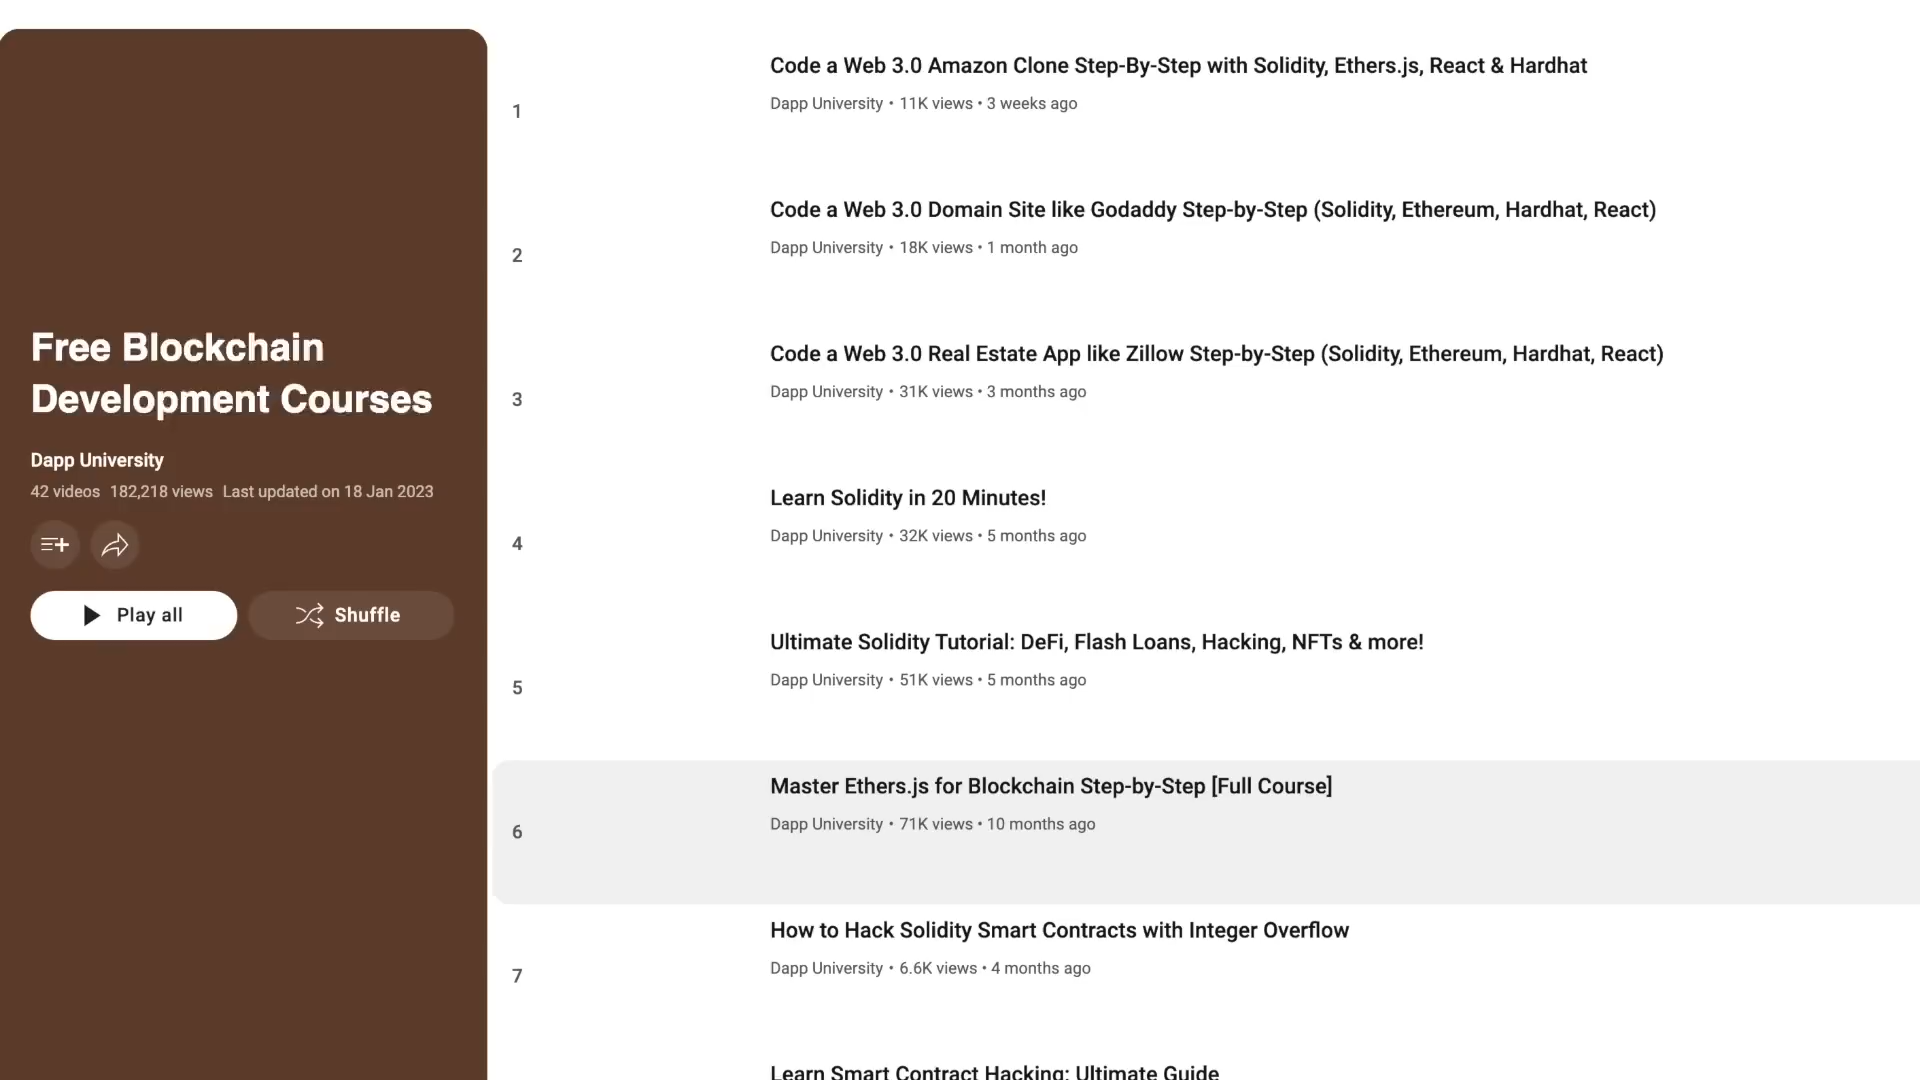 Free Blockchain
Development Courses
Dapp University
42 videos 182,218 views Last updated on 18 Jan 2023
Play all
Shuffle
1
Code a Web 3.0 Amazon Clone Step-By-Step with Solidity, Ethers.js, React & Hardhat
Dapp University • 11K views • 3 weeks ago
2
Code a Web 3.0 Domain Site like Godaddy Step-by-Step (Solidity, Ethereum, Hardhat, React)
Dapp University • 18K views • 1 month ago
3
Code a Web 3.0 Real Estate App like Zillow Step-by-Step (Solidity, Ethereum, Hardhat, React)
Dapp University • 31K views • 3 months ago
4
Learn Solidity in 20 Minutes!
Dapp University • 32K views • 5 months ago
5
Ultimate Solidity Tutorial: DeFi, Flash Loans, Hacking, NFTs & more!
Dapp University • 51K views • 5 months ago
6
Master Ethers.js for Blockchain Step-by-Step [Full Course]
Dapp University • 71K views • 10 months ago
7
How to Hack Solidity Smart Contracts with Integer Overflow
Dapp University • 6.6K views • 4 months ago
Learn Smart Contract Hacking: Ultimate Guide